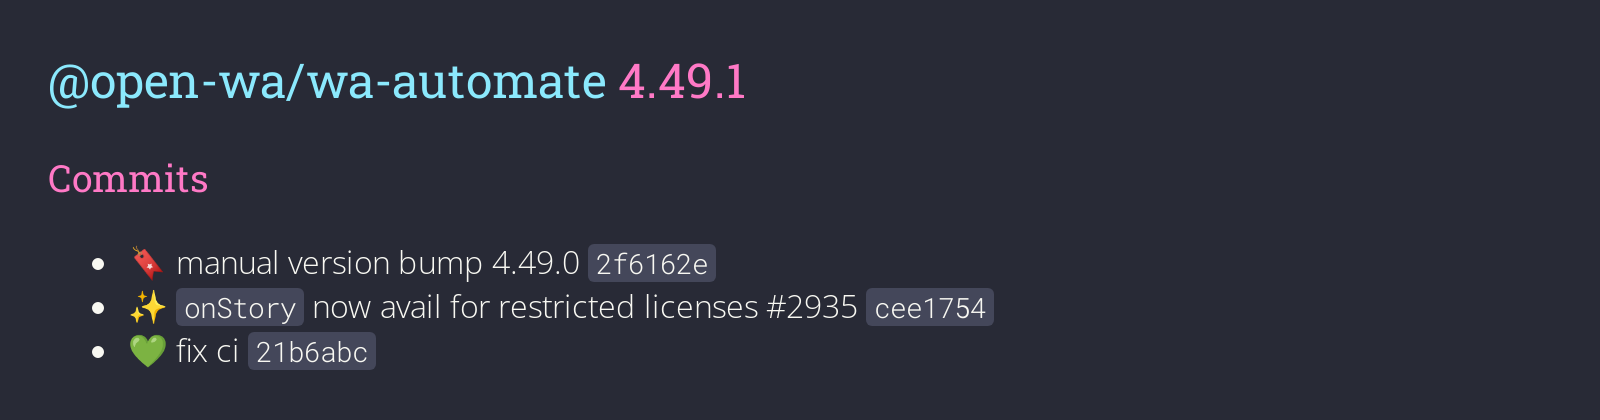 @open-wa/wa-automate 4.49.1
Commits
🔖 manual version bump 4.49.0 2f6162e
✨ onStory now avail for restricted licenses #2935 cee1754
💚 fix ci 21b6abc